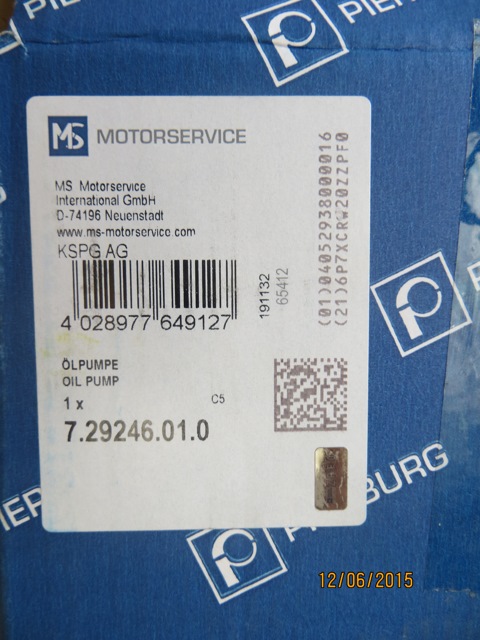 PIERBURG
MS MOTORSERVICE
MS Motorservice
International GmbH
D-74196 Neuenstadt
www.ms-motorservice.com
KSPG AG
4 028977 649127
191132
65412
(01)04052938000016
(21)6P7XCRW20ZZPF0
ÖLPUMPE
OIL PUMP
1 x
C5
7.29246.01.0
12/06/2015